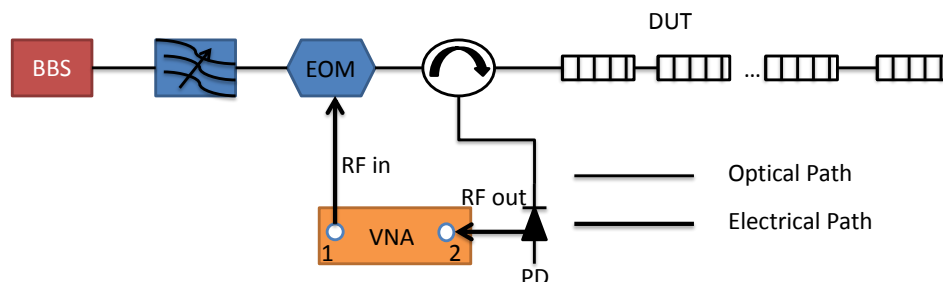 DUT
BBS
EOM
...
RF in
RF out
Optical Path
VNA
Electrical Path
1
2
PD